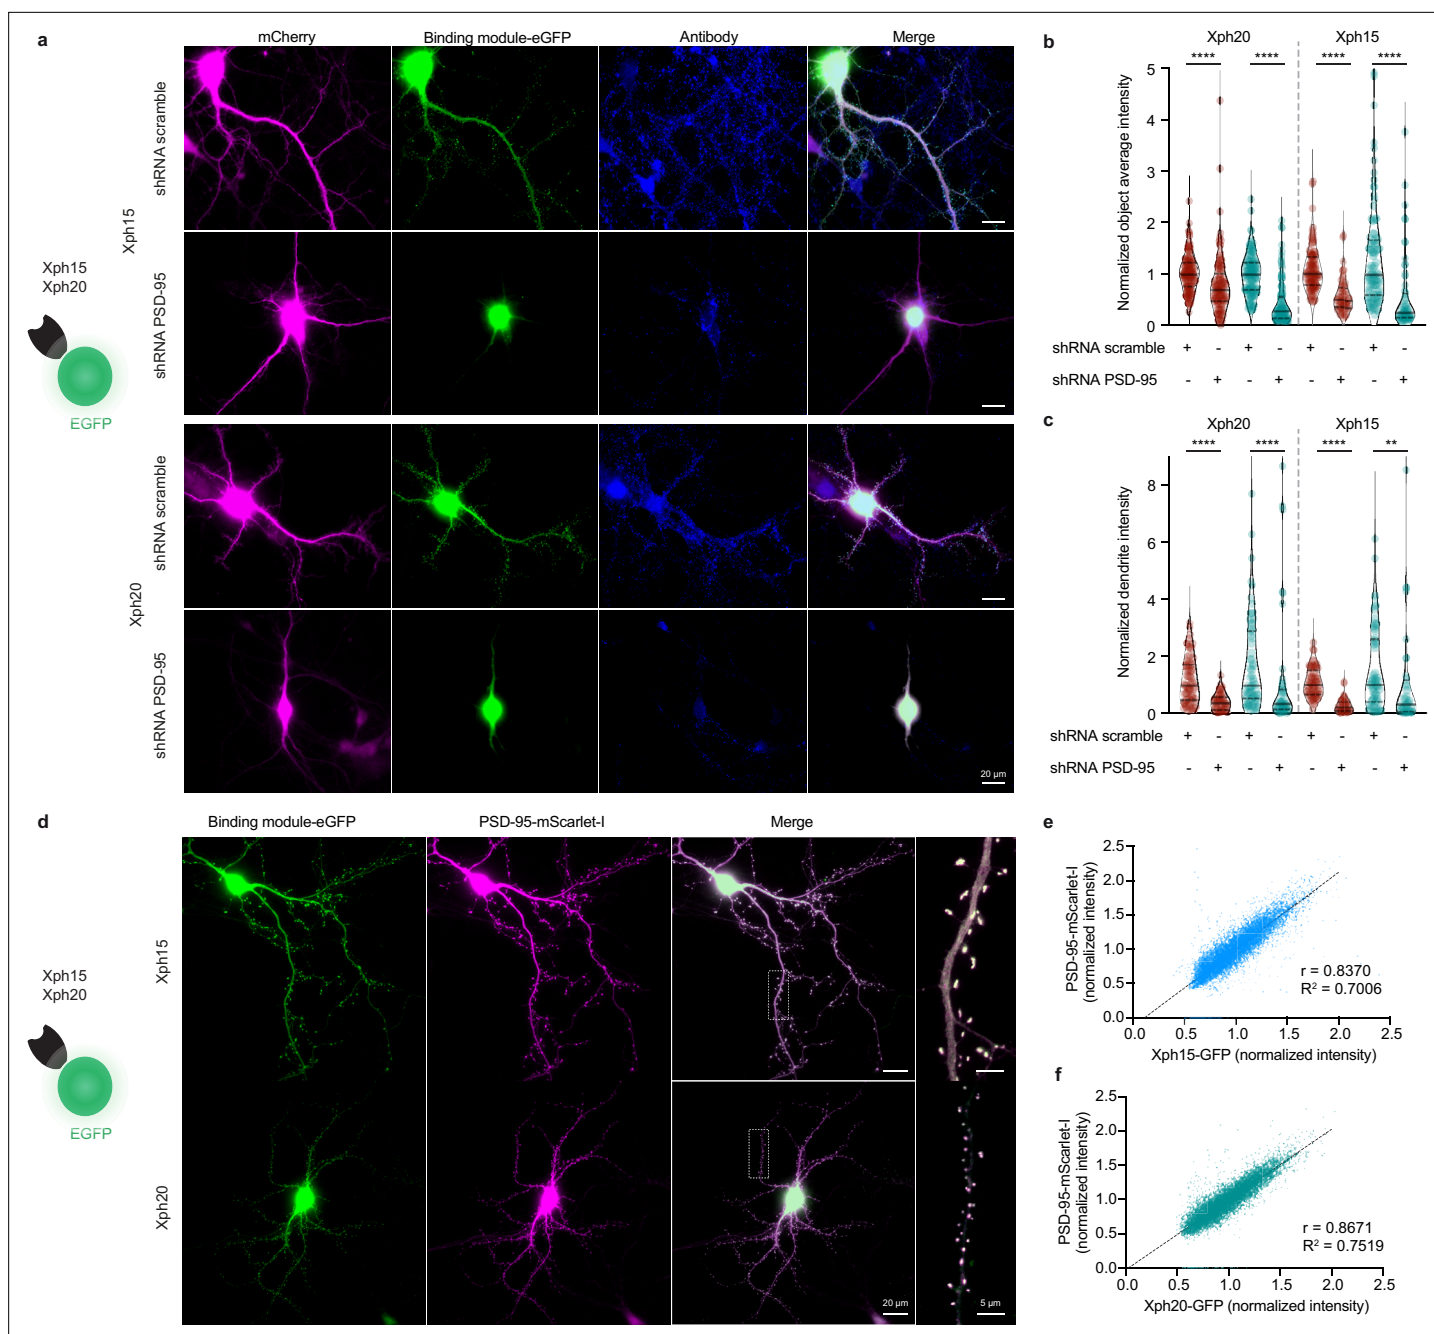 a
mCherry
Binding module-eGFP
Antibody
Merge
Xph15
shRNA scramble
shRNA PSD-95
Xph20
shRNA scramble
shRNA PSD-95
Xph15
Xph20
EGFP
20 µm
b
Xph20
Xph15
**** **** **** ****
Normalized object average intensity
5
4
3
2
1
0
shRNA scramble + - + - + - + -
shRNA PSD-95 - + - + - + - +
c
Xph20
Xph15
**** **** **** **
Normalized dendrite intensity
8
6
4
2
0
shRNA scramble + - + - + - + -
shRNA PSD-95 - + - + - + - +
d
Binding module-eGFP
PSD-95-mScarlet-I
Merge
Xph15
Xph20
Xph15
Xph20
EGFP
20 µm
5 µm
e
PSD-95-mScarlet-I
(normalized intensity)
2.5
2.0
1.5
1.0
0.5
0.0
r = 0.8370
R² = 0.7006
0.0 0.5 1.0 1.5 2.0 2.5
Xph15-GFP (normalized intensity)
f
PSD-95-mScarlet-I
(normalized intensity)
2.5
2.0
1.5
1.0
0.5
0.0
r = 0.8671
R² = 0.7519
0.0 0.5 1.0 1.5 2.0 2.5
Xph20-GFP (normalized intensity)